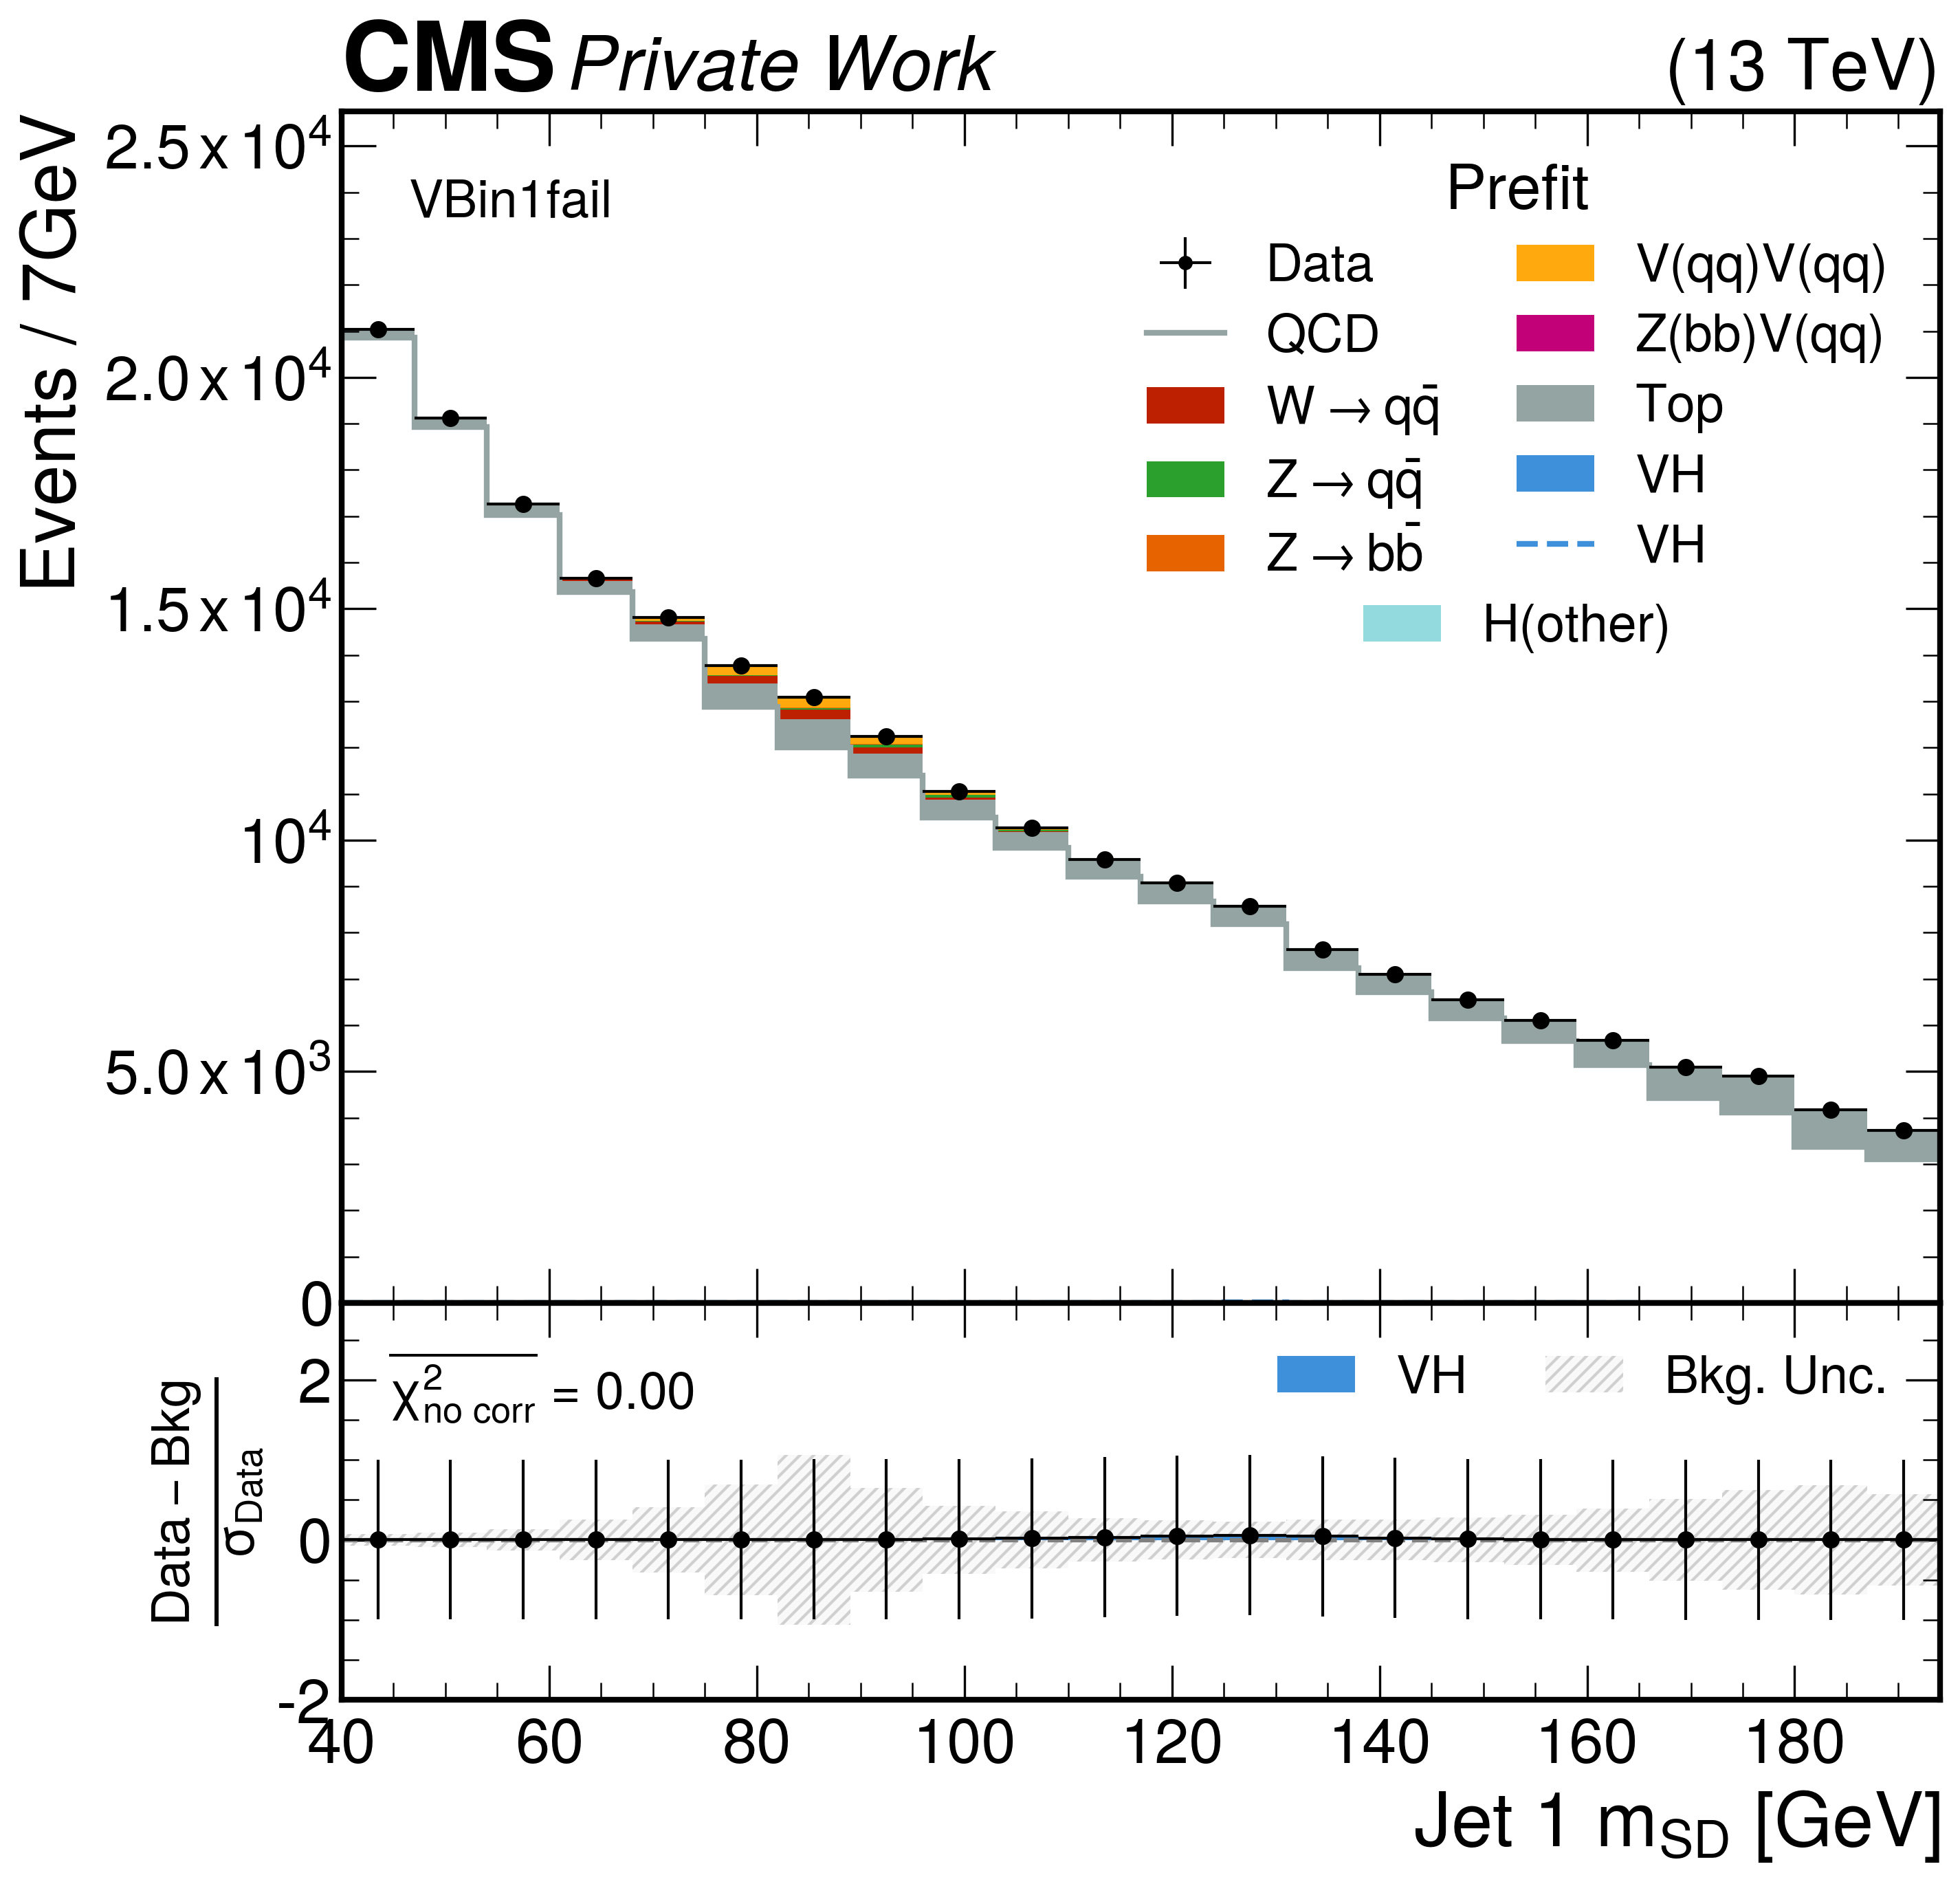 CMS Private Work (13 TeV)
Events / 7GeV
2.5 x 10⁴
2.0 x 10⁴
1.5 x 10⁴
10⁴
5.0 x 10³
0
VBin1fail
Prefit
Data
QCD
W → qq̄
Z → qq̄
Z → bb̄
V(qq)V(qq)
Z(bb)V(qq)
Top
VH
VH
H(other)
Data − Bkg
σ_Data
2
0
-2
χ²_no corr = 0.00
VH
Bkg. Unc.
40 60 80 100 120 140 160 180
Jet 1 m_SD [GeV]